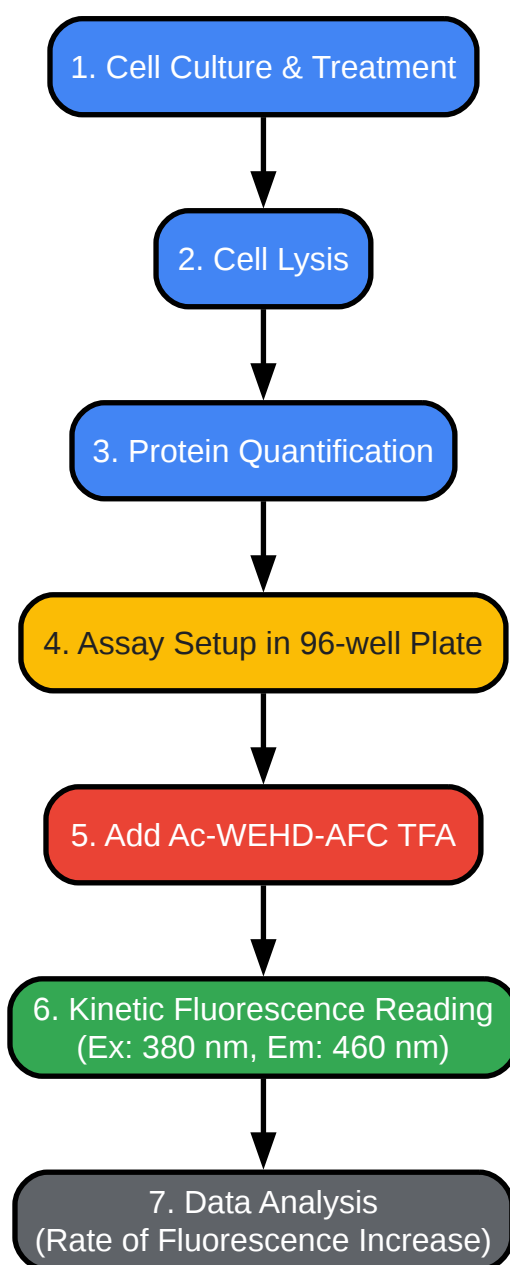 1. Cell Culture & Treatment
2. Cell Lysis
3. Protein Quantification
4. Assay Setup in 96-well Plate
5. Add Ac-WEHD-AFC TFA
6. Kinetic Fluorescence Reading
(Ex: 380 nm, Em: 460 nm)
7. Data Analysis
(Rate of Fluorescence Increase)